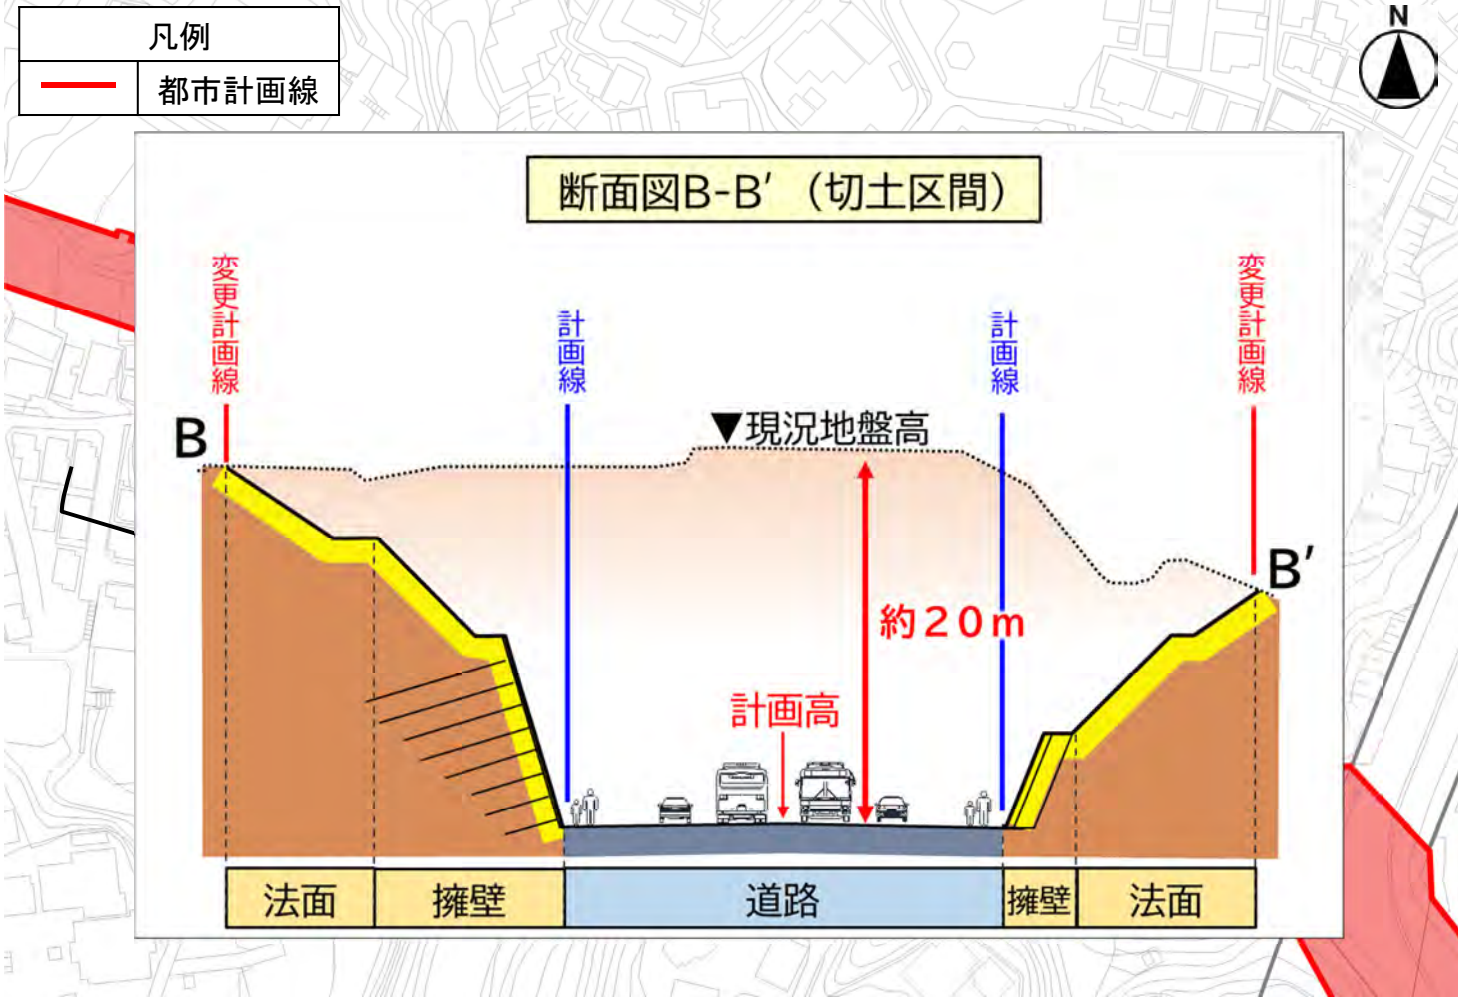 凡例
都市計画線
N
断面図B-B′（切土区間）
変更計画線
計画線
計画線
変更計画線
B
▼現況地盤高
B′
約20m
計画高
法面
擁壁
道路
擁壁
法面